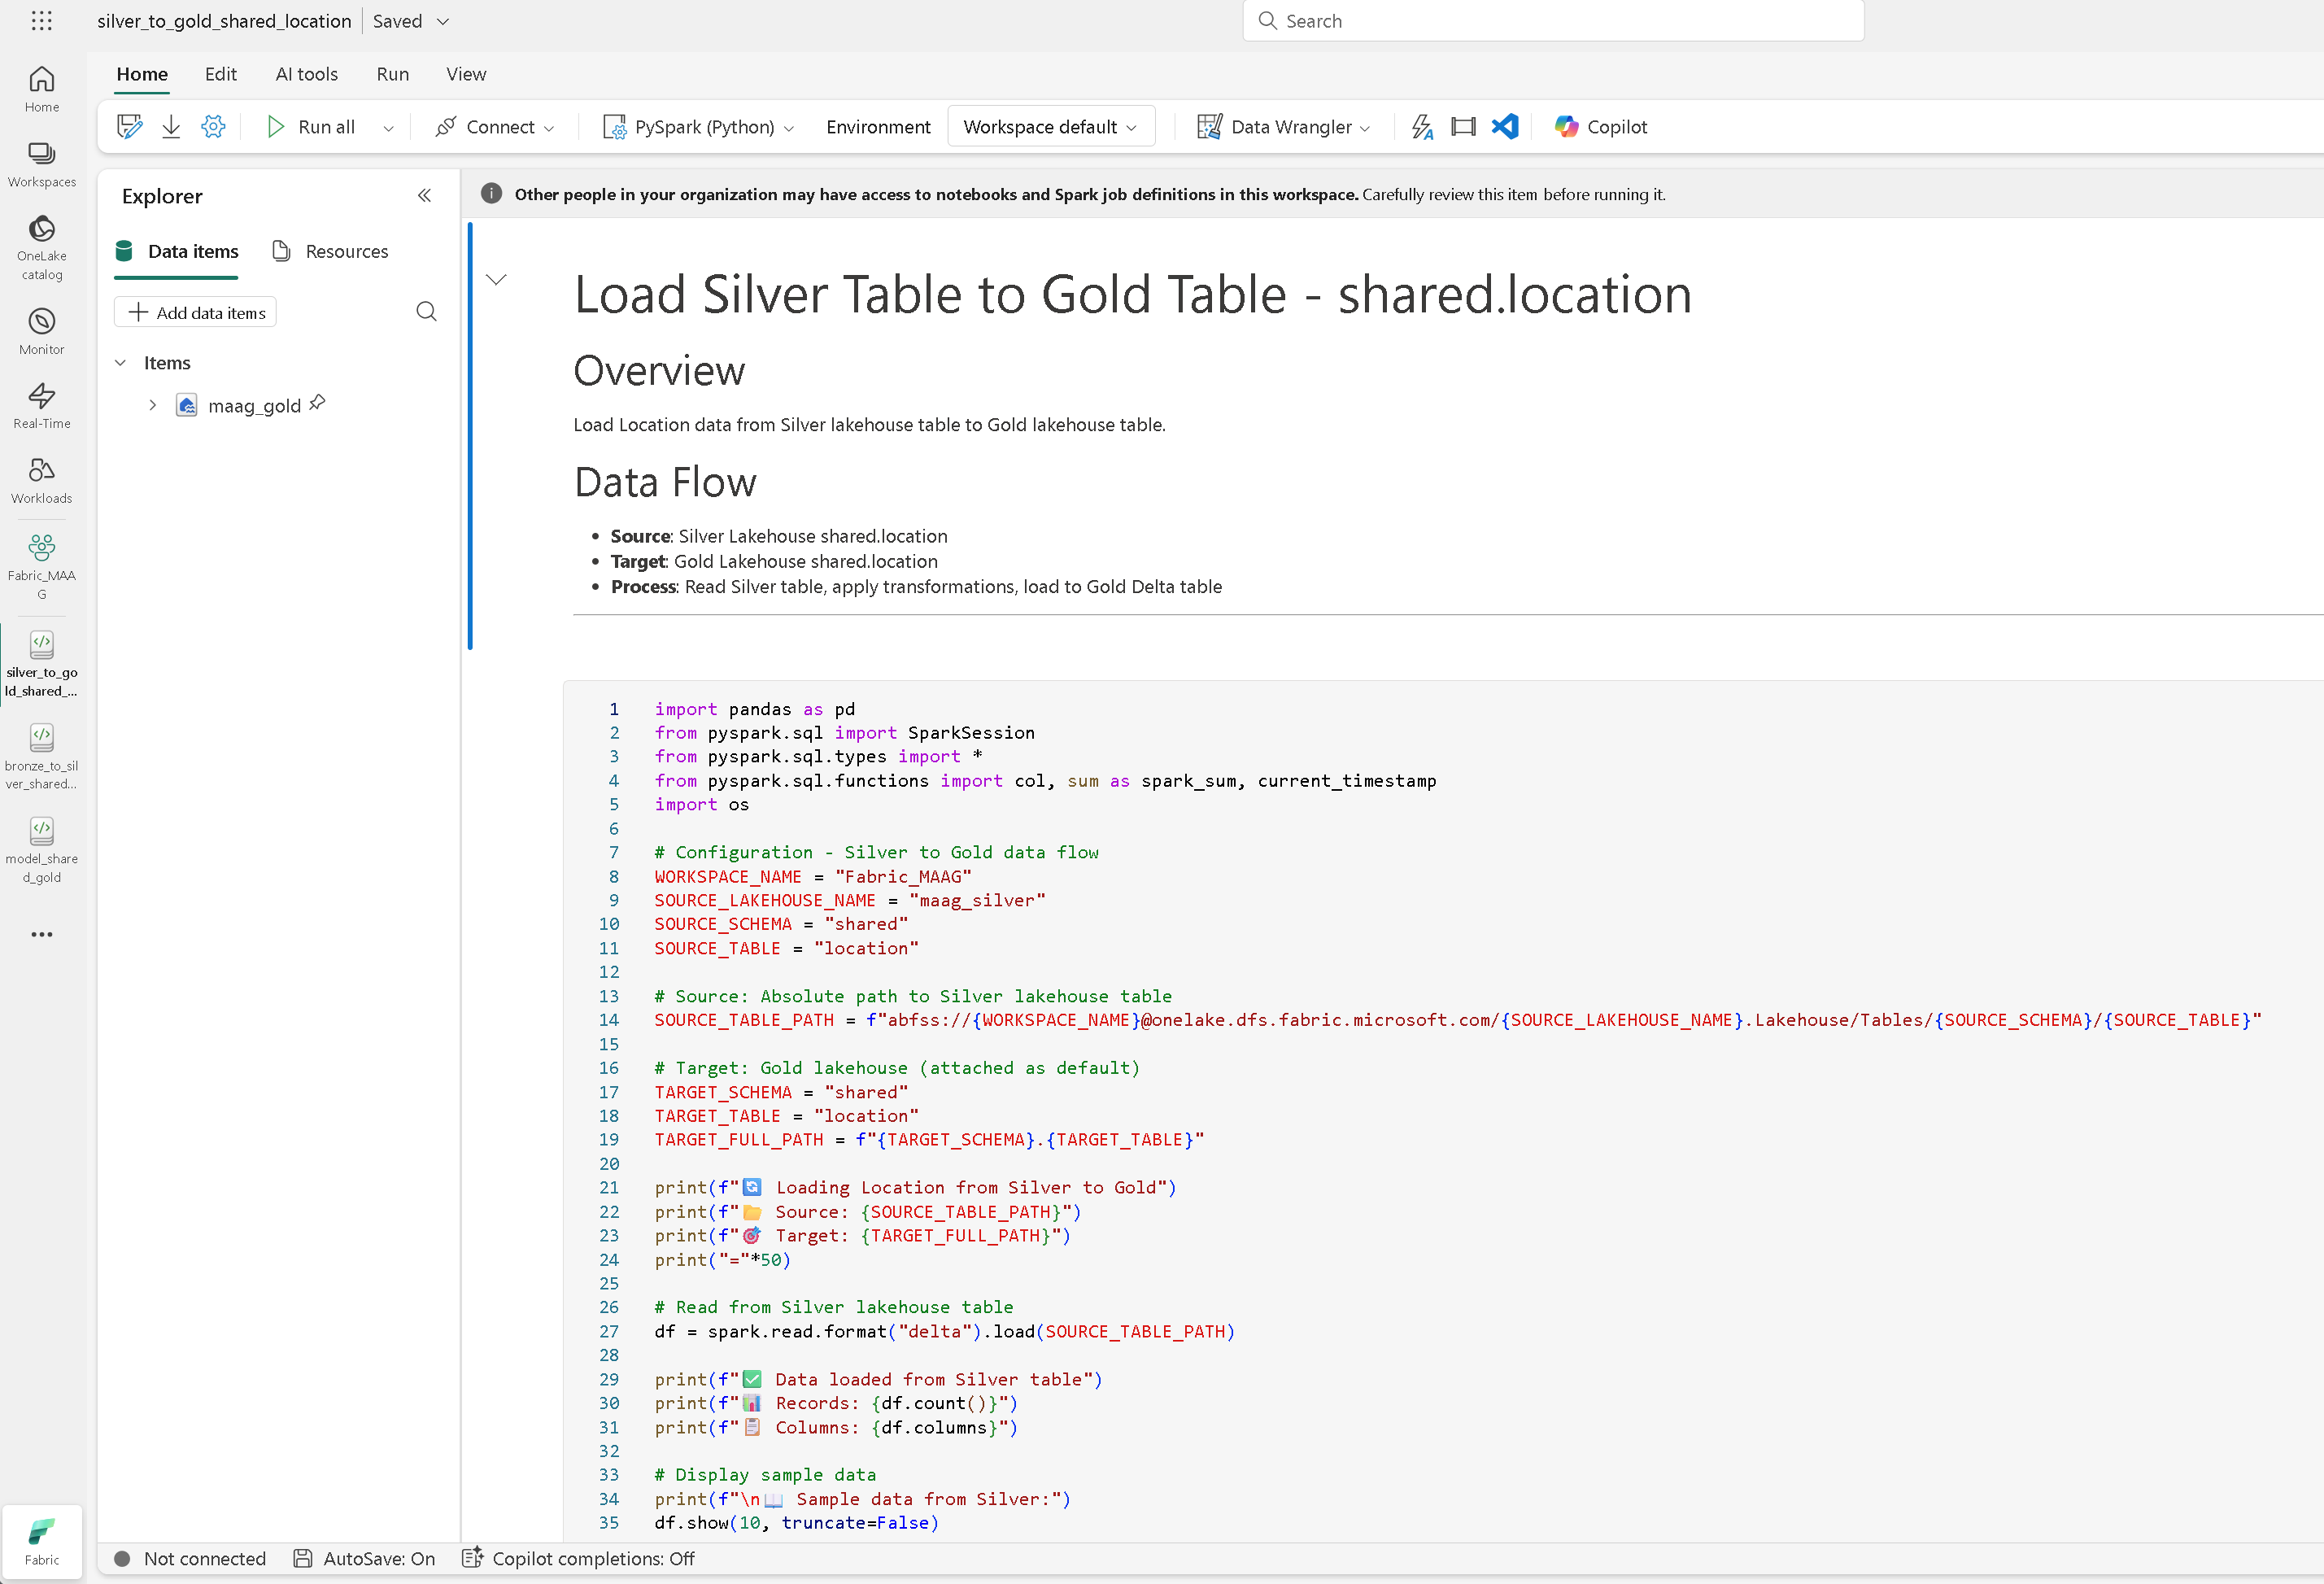 silver_to_gold_shared_location | Saved
Search
Home Edit AI tools Run View
Run all Connect PySpark (Python) Environment Workspace default Data Wrangler Copilot
Home
Workspaces
OneLake
catalog
Monitor
Real-Time
Workloads
Fabric_MAA
G
silver_to_go
ld_shared_...
bronze_to_sil
ver_shared...
model_share
d_gold
Fabric
Explorer
Data items Resources
Add data items
Items
maag_gold
Other people in your organization may have access to notebooks and Spark job definitions in this workspace. Carefully review this item before running it.
Load Silver Table to Gold Table - shared.location
Overview
Load Location data from Silver lakehouse table to Gold lakehouse table.
Data Flow
• Source: Silver Lakehouse shared.location
• Target: Gold Lakehouse shared.location
• Process: Read Silver table, apply transformations, load to Gold Delta table
1 import pandas as pd
2 from pyspark.sql import SparkSession
3 from pyspark.sql.types import *
4 from pyspark.sql.functions import col, sum as spark_sum, current_timestamp
5 import os
6
7 # Configuration - Silver to Gold data flow
8 WORKSPACE_NAME = "Fabric_MAAG"
9 SOURCE_LAKEHOUSE_NAME = "maag_silver"
10 SOURCE_SCHEMA = "shared"
11 SOURCE_TABLE = "location"
12
13 # Source: Absolute path to Silver lakehouse table
14 SOURCE_TABLE_PATH = f"abfss://{WORKSPACE_NAME}@onelake.dfs.fabric.microsoft.com/{SOURCE_LAKEHOUSE_NAME}.Lakehouse/Tables/{SOURCE_SCHEMA}/{SOURCE_TABLE}"
15
16 # Target: Gold lakehouse (attached as default)
17 TARGET_SCHEMA = "shared"
18 TARGET_TABLE = "location"
19 TARGET_FULL_PATH = f"{TARGET_SCHEMA}.{TARGET_TABLE}"
20
21 print(f"🔄 Loading Location from Silver to Gold")
22 print(f"📂 Source: {SOURCE_TABLE_PATH}")
23 print(f"🎯 Target: {TARGET_FULL_PATH}")
24 print("="*50)
25
26 # Read from Silver lakehouse table
27 df = spark.read.format("delta").load(SOURCE_TABLE_PATH)
28
29 print(f"✅ Data loaded from Silver table")
30 print(f"📊 Records: {df.count()}")
31 print(f"📋 Columns: {df.columns}")
32
33 # Display sample data
34 print(f"\n📖 Sample data from Silver:")
35 df.show(10, truncate=False)
Not connected AutoSave: On Copilot completions: Off